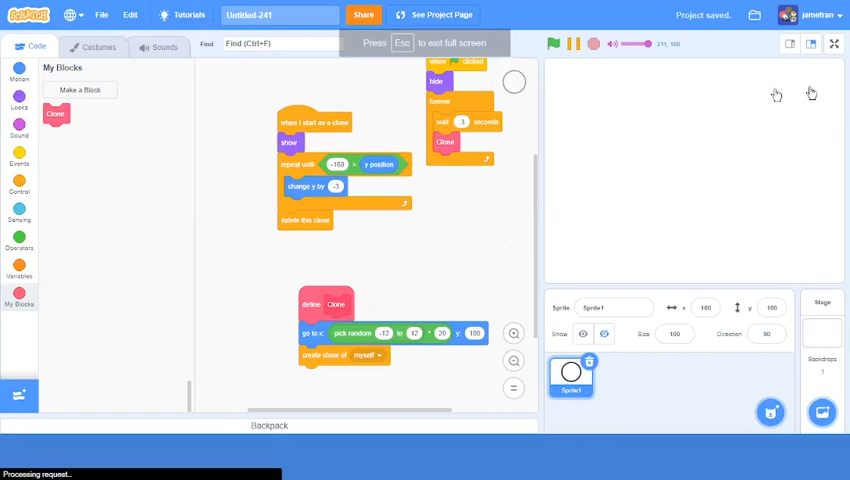 SCRATCH
File
Edit
Tutorials
Untitled-241
Share
See Project Page
Project saved.
jamefran
Code
Costumes
Sounds
Find
Find (Ctrl+F)
Press Esc to exit full screen
211, 180
My Blocks
Make a Block
Clone
Motion
Looks
Sound
Events
Control
Sensing
Operators
Variables
My Blocks
when clicked
hide
forever
wait .3 seconds
Clone
when I start as a clone
show
repeat until -160 > y position
change y by -3
delete this clone
define Clone
go to x: pick random -12 to 12 * 20 y: 180
create clone of myself
Sprite
Sprite1
x
160
y
180
Show
Size
100
Direction
90
Sprite1
Stage
Backdrops
1
Backpack
Processing request...